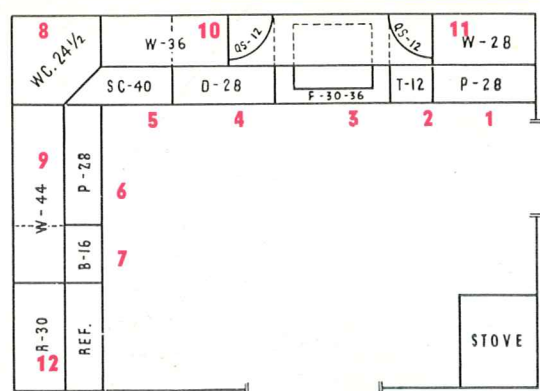 8
WC. 24½
W-36
10
QS-12
QS-12
11
W-28
SC-40
D-28
F-30-36
T-12
P-28
5
4
3
2
1
9
W-44
P-28
6
B-16
7
R-30
12
REF.
STOVE